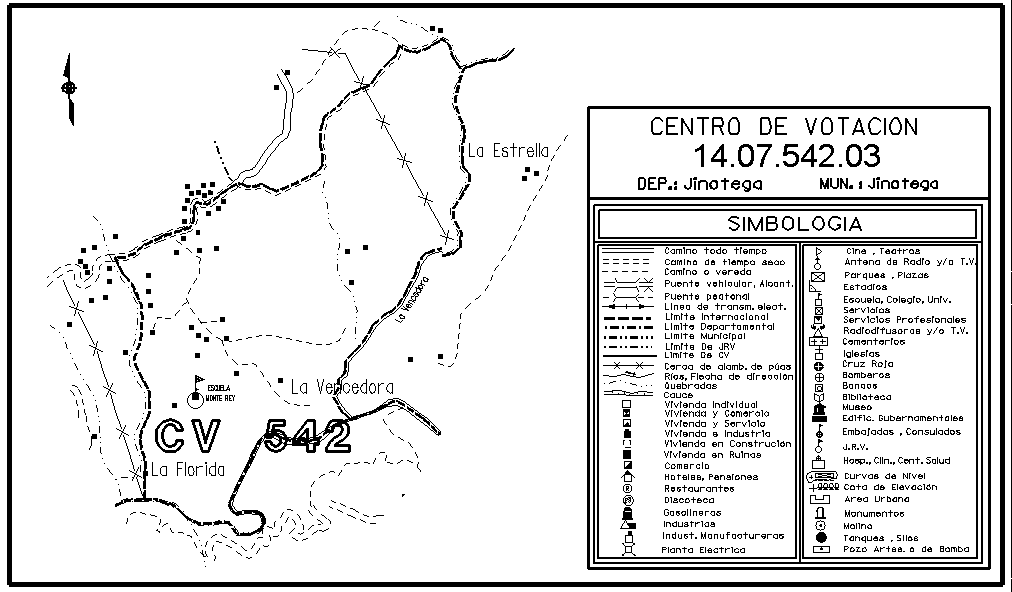 La Estrella
La Vencedora
La Vencedora
ESCUELA
MONTE REY
CV 542
La Florida
CENTRO DE VOTACION
14.07.542.03
DEP.: Jinotega MUN.: Jinotega
SIMBOLOGIA
Camino todo tiempo
Camino de tiempo seco
Camino o vereda
Puente vehicular, Alcant.
Puente peatonal
Linea de transm. elect.
Limite Internacional
Limite Departamental
Limite Municipal
Limite De JRV
Limite De CV
Cerca de alamb. de púas
Ríos, Flecha de dirección
Quebradas
Cauce
Vivienda Individual
Vivienda y Comercio
Vivienda y Servicio
Vivienda e Industria
Vivienda en Construcción
Vivienda en Ruinas
Comercio
Hoteles, Pensiones
Restaurantes
Discoteca
Gasolineras
Industrias
Indust. Manufactureras
Planta Electrica
Cine , Teatros
Antena de Radio y/o T.V.
Parques , Plazas
Estadios
Escuela, Colegio, Univ.
Servicios
Servicios Profesionales
Radiodifusoras y/o T.V.
Cementerios
Iglesias
Cruz Roja
Bomberos
Bancos
Biblioteca
Museo
Edific. Gubernamentales
Embajadas , Consulados
J.R.V.
Hosp., Clin., Cent. Salud
Curvas de Nivel
Cota de Elevación
Area Urbana
Monumentos
Molino
Tanques , Silos
Pozo Artes. o de Bomba